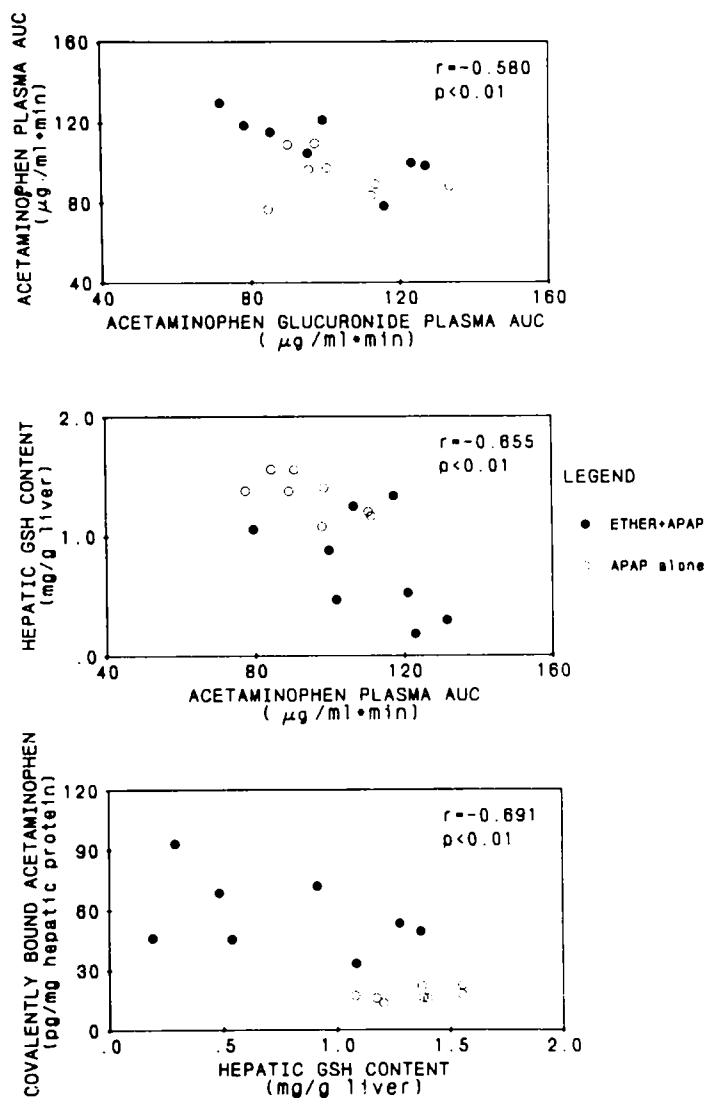 ACETAMINOPHEN PLASMA AUC
(µg/ml*min)
160
120
80
40
r=-0.580
p<0.01
40
80
120
160
ACETAMINOPHEN GLUCURONIDE PLASMA AUC
( µg/ml*min)
HEPATIC GSH CONTENT
(mg/g liver)
2.0
1.0
.0
r=-0.655
p<0.01
40
80
120
160
ACETAMINOPHEN PLASMA AUC
( µg/ml*min)
LEGEND
ETHER+APAP
APAP alone
COVALENTLY BOUND ACETAMINOPHEN
(pg/mg hepatic protein)
120
90
60
30
0
r=-0.691
p<0.01
.0
.5
1.0
1.5
2.0
HEPATIC GSH CONTENT
(mg/g liver)